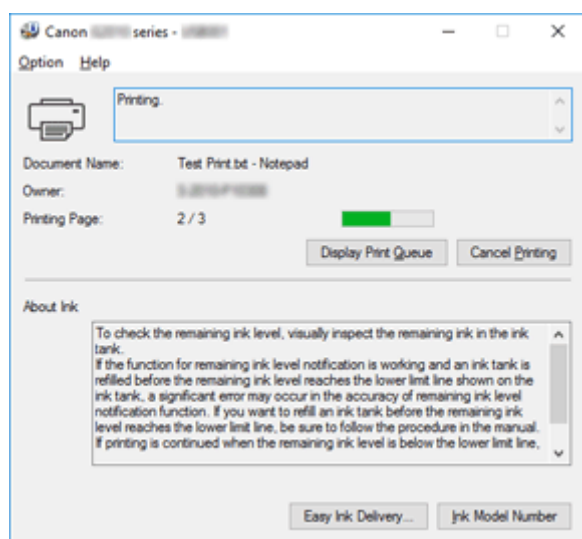 Canon series -
Option Help
Printing.
Document Name: Test Print.txt - Notepad
Owner:
Printing Page: 2 / 3
Display Print Queue Cancel Printing
About Ink
To check the remaining ink level, visually inspect the remaining ink in the ink
tank.
If the function for remaining ink level notification is working and an ink tank is
refilled before the remaining ink level reaches the lower limit line shown on the
ink tank, a significant error may occur in the accuracy of remaining ink level
notification function. If you want to refill an ink tank before the remaining ink
level reaches the lower limit line, be sure to follow the procedure in the manual.
If printing is continued when the remaining ink level is below the lower limit line,
Easy Ink Delivery... Ink Model Number